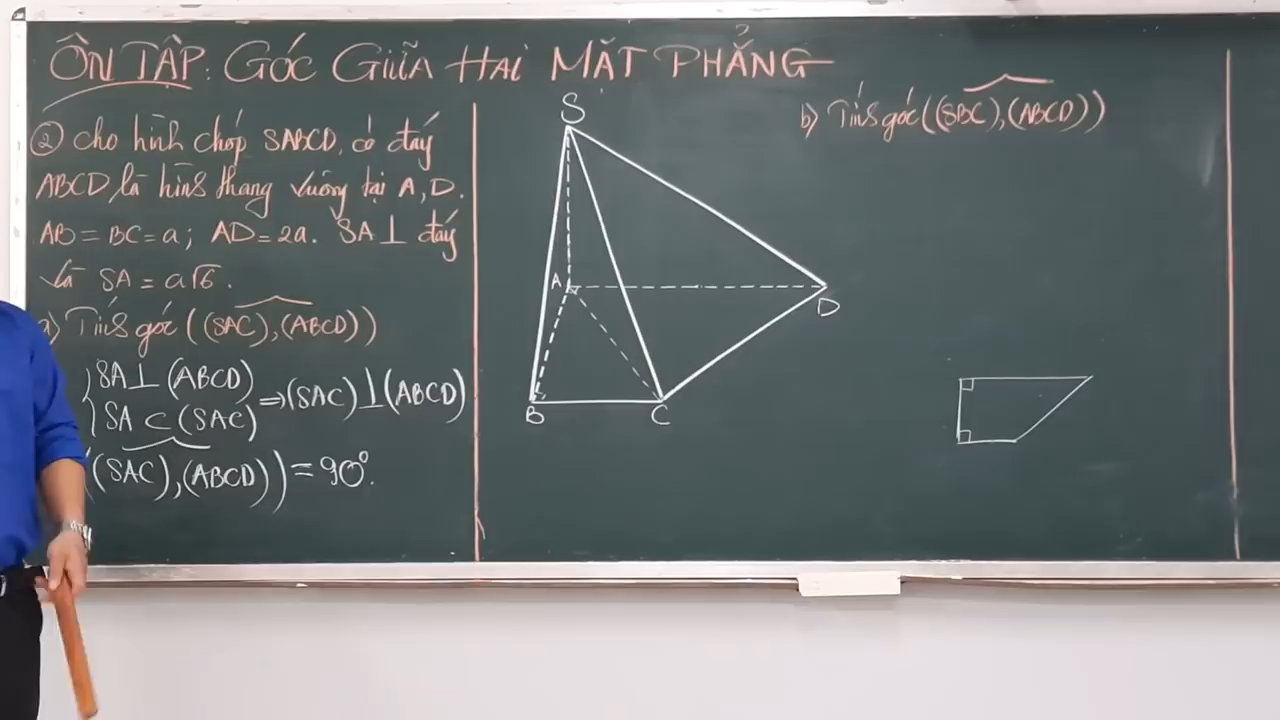 ÔN TẬP: GÓC GIỮA HAI MẶT PHẲNG
② Cho hình chóp SABCD, có đáy
ABCD là hình thang vuông tại A, D.
AB = BC = a; AD = 2a. SA ⊥ đáy
và SA = a√6.
a) Tính góc ((SAC),(ABCD))
SA ⊥ (ABCD)
SA ⊂ (SAC)
⇒ (SAC) ⊥ (ABCD)
((SAC),(ABCD)) = 90°.
S
A
D
B
C
b) Tính góc ((SBC),(ABCD))